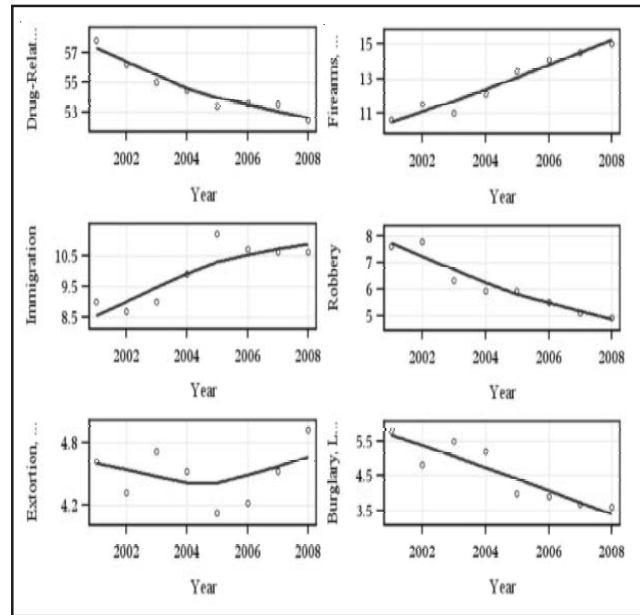 Drug-Relat...
57
55
53
2002 2004 2006 2008
Year
Firearms, ...
15
13
11
2002 2004 2006 2008
Year
Immigration
10.5
9.5
8.5
2002 2004 2006 2008
Year
Robbery
8
7
6
5
2002 2004 2006 2008
Year
Extortion, ...
4.8
4.2
2002 2004 2006 2008
Year
Burglary, L...
5.5
4.5
3.5
2002 2004 2006 2008
Year